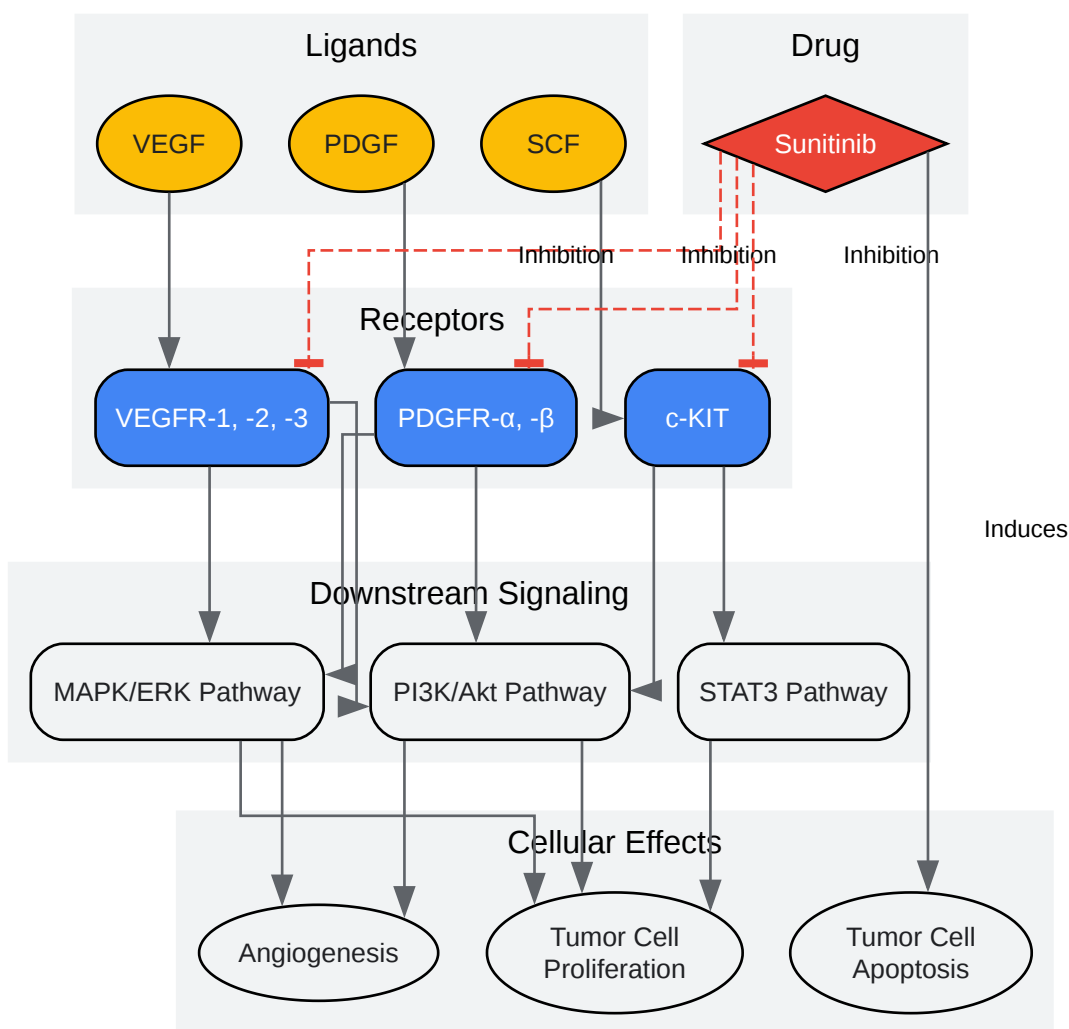 Ligands
Drug
VEGF
PDGF
SCF
Sunitinib
Inhibition
Inhibition
Inhibition
Receptors
VEGFR-1, -2, -3
PDGFR-α, -β
c-KIT
Induces
Downstream Signaling
MAPK/ERK Pathway
PI3K/Akt Pathway
STAT3 Pathway
Cellular Effects
Angiogenesis
Tumor Cell
Proliferation
Tumor Cell
Apoptosis